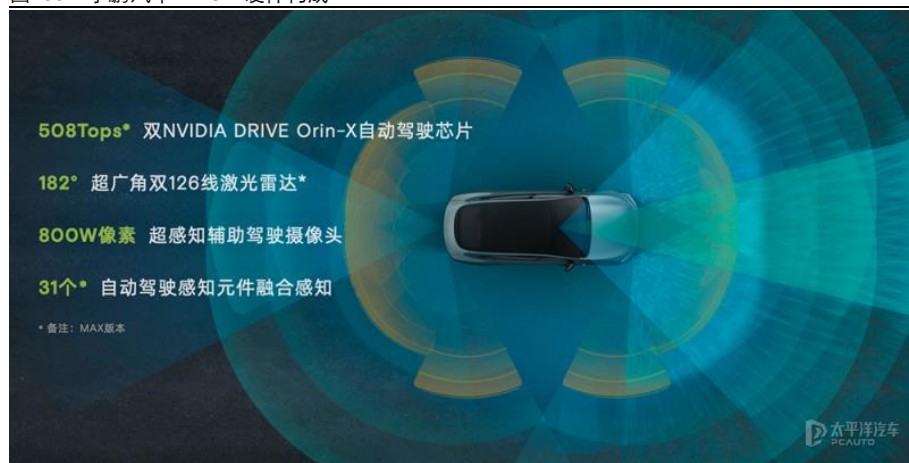 508Tops* 双NVIDIA DRIVE Orin-X自动驾驶芯片
182° 超广角双126线激光雷达*
800W像素 超感知辅助驾驶摄像头
31个* 自动驾驶感知元件融合感知
* 备注：MAX版本
太平洋汽车
PCAUTO